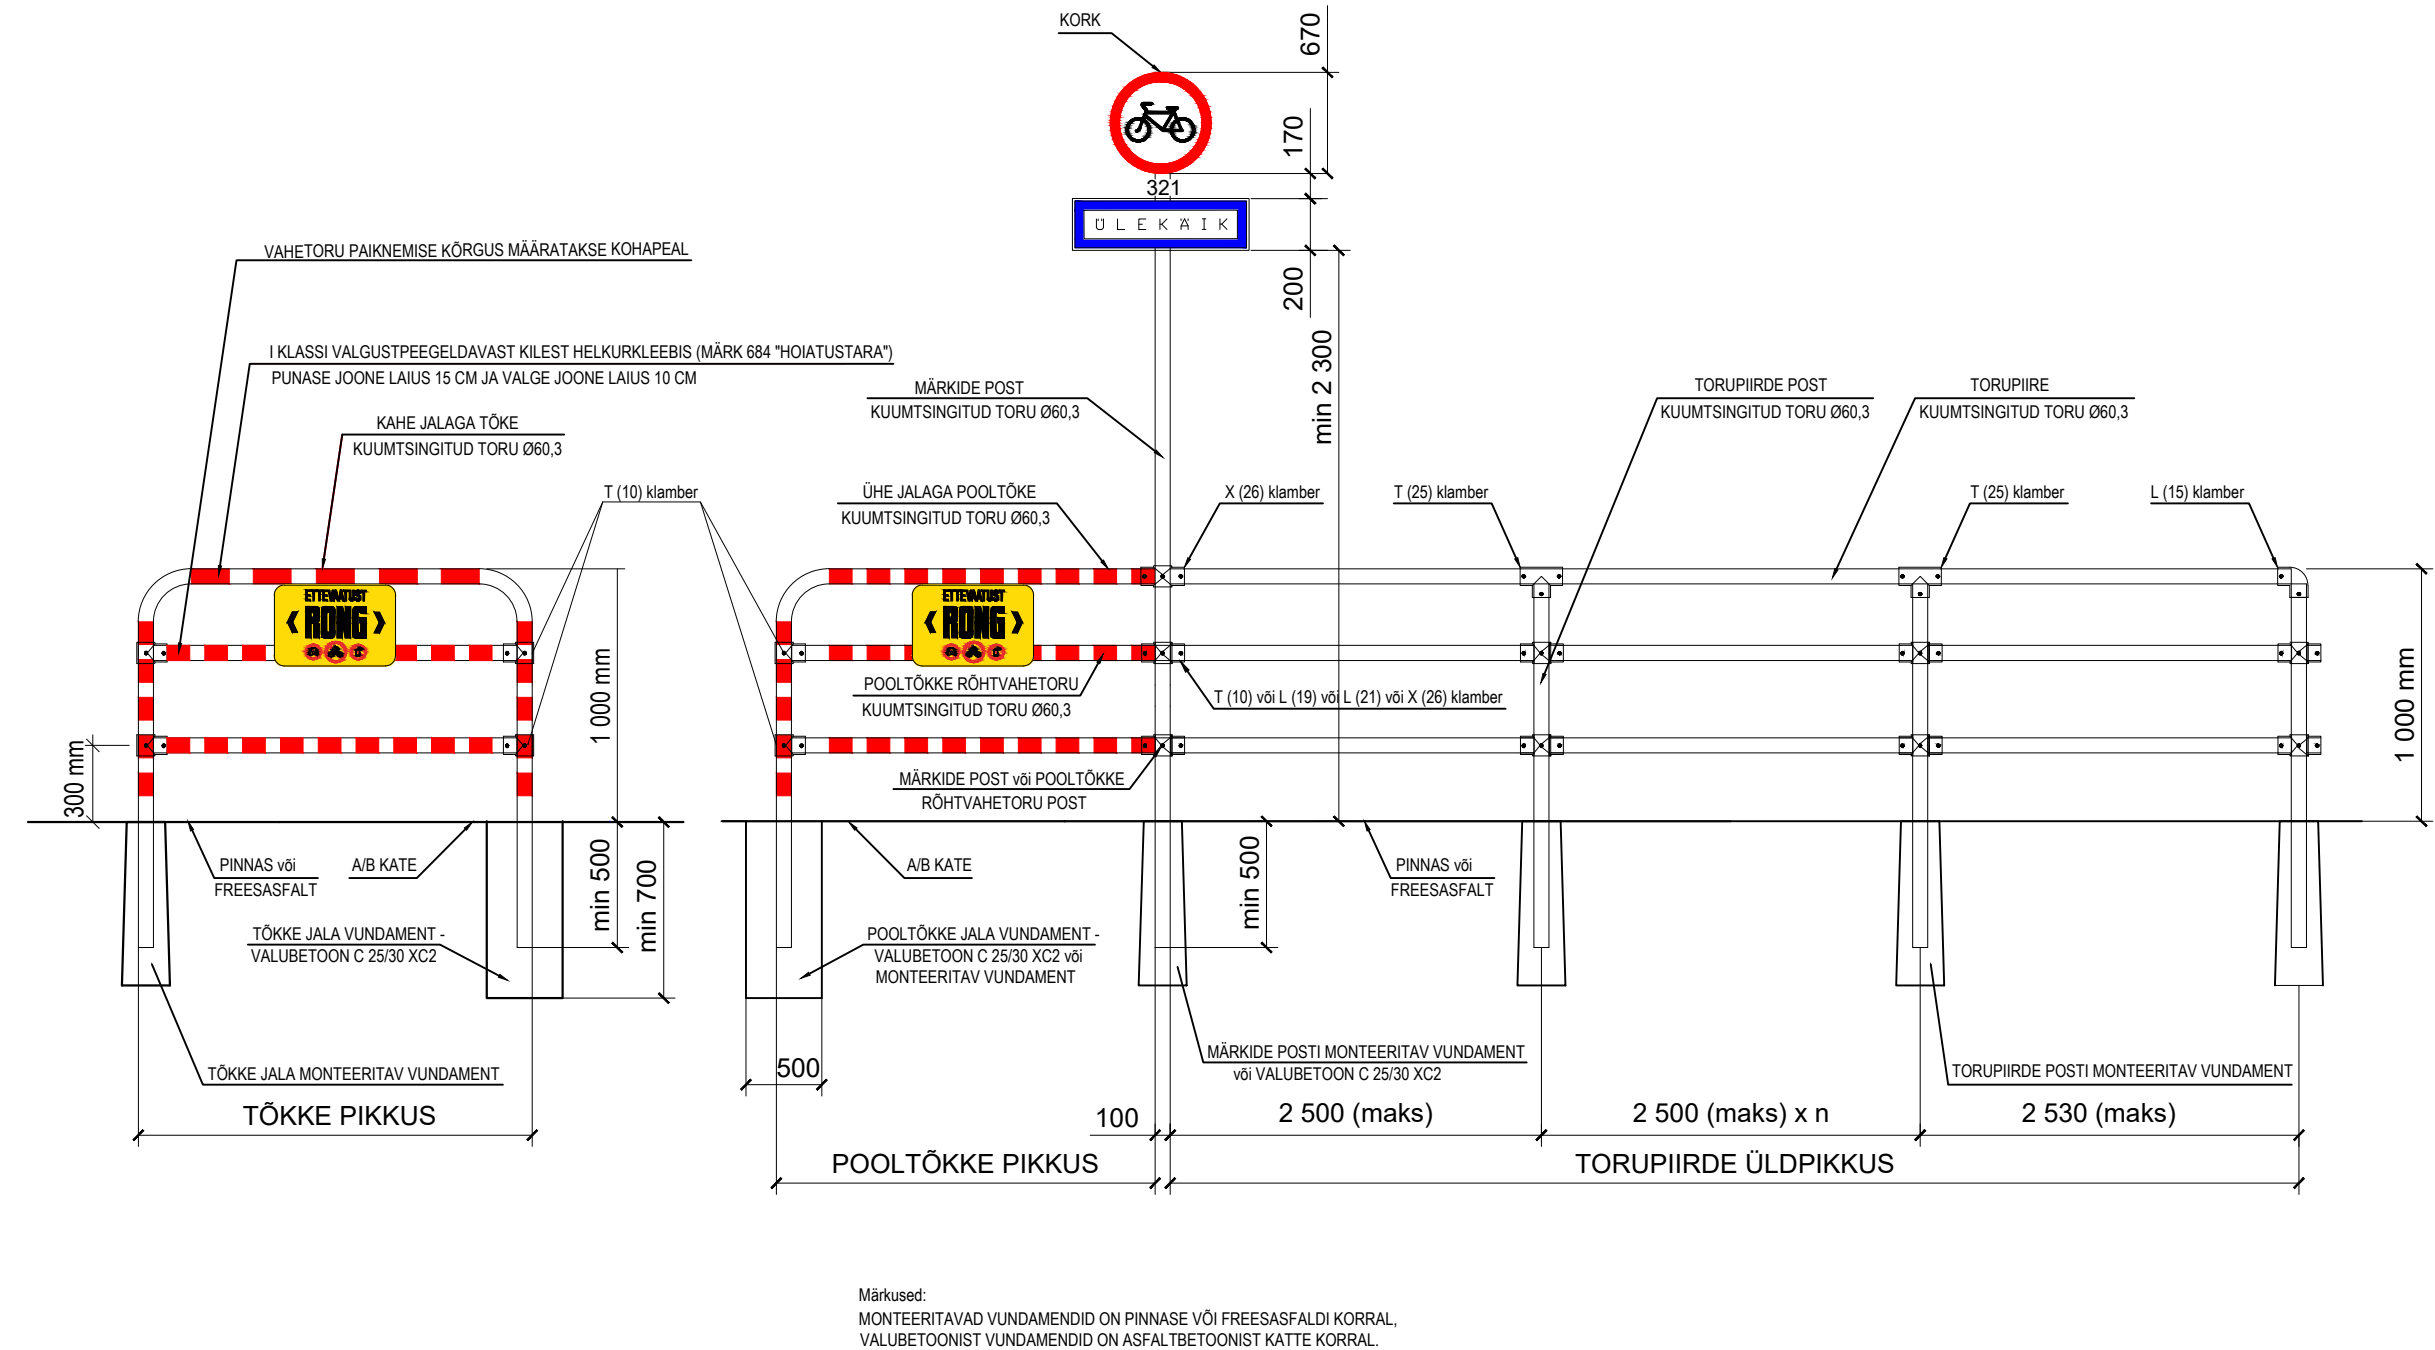 KORK
670
170
321
ÜLEKÄIK
200
min 2 300
VAHETORU PAIKNEMISE KÕRGUS MÄÄRATAKSE KOHAPEAL
I KLASSI VALGUSTPEEGELDAVAST KILEST HELKURKLEEBIS (MÄRK 684 "HOIATUSTARA")
PUNASE JOONE LAIUS 15 CM JA VALGE JOONE LAIUS 10 CM
KAHE JALAGA TÕKE
KUUMTSINGITUD TORU Ø60,3
MÄRKIDE POST
KUUMTSINGITUD TORU Ø60,3
TORUPIIRDE POST
KUUMTSINGITUD TORU Ø60,3
TORUPIIRE
KUUMTSINGITUD TORU Ø60,3
T (10) klamber
ÜHE JALAGA POOLTÕKE
KUUMTSINGITUD TORU Ø60,3
X (26) klamber
T (25) klamber
T (25) klamber
L (15) klamber
ETTEVAATUST
RONG
ETTEVAATUST
RONG
POOLTÕKKE RÕHTVAHETORU
KUUMTSINGITUD TORU Ø60,3
T (10) või L (19) või L (21) või X (26) klamber
MÄRKIDE POST või POOLTÕKKE
RÕHTVAHETORU POST
300 mm
1 000 mm
1 000 mm
PINNAS või
FREESASFALT
A/B KATE
min 500
min 700
A/B KATE
min 500
PINNAS või
FREESASFALT
TÕKKE JALA VUNDAMENT -
VALUBETOON C 25/30 XC2
POOLTÕKKE JALA VUNDAMENT -
VALUBETOON C 25/30 XC2 või
MONTEERITAV VUNDAMENT
TÕKKE JALA MONTEERITAV VUNDAMENT
500
MÄRKIDE POSTI MONTEERITAV VUNDAMENT
või VALUBETOON C 25/30 XC2
TORUPIIRDE POSTI MONTEERITAV VUNDAMENT
TÕKKE PIKKUS
100
2 500 (maks)
2 500 (maks) x n
2 530 (maks)
POOLTÕKKE PIKKUS
TORUPIIRDE ÜLDPIKKUS
Märkused:
MONTEERITAVAD VUNDAMENDID ON PINNASE VÕI FREESASFALDI KORRAL,
VALUBETOONIST VUNDAMENDID ON ASFALTBETOONIST KATTE KORRAL.